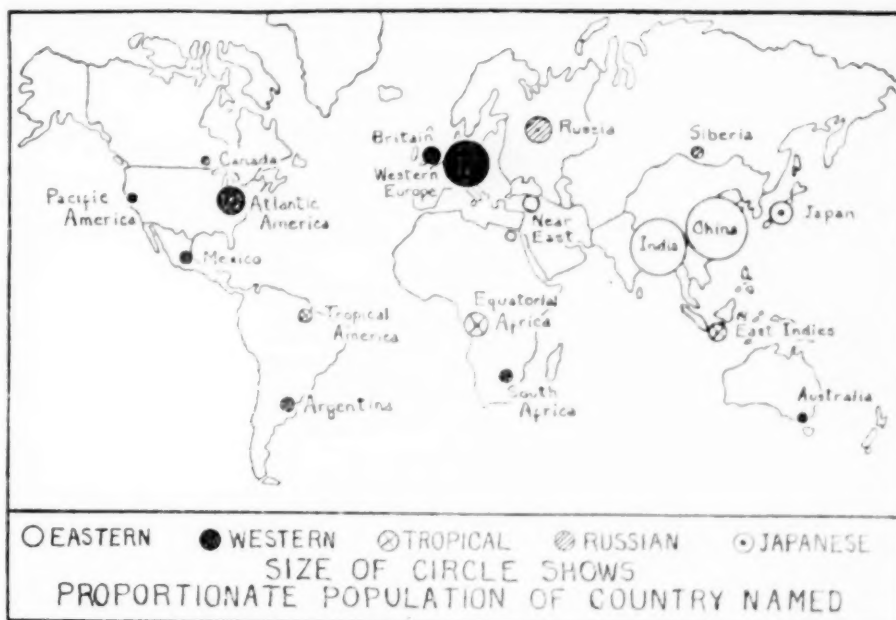 Britain
Russia
Siberia
Canada
Western
Europe
Pacific
America
Atlantic
America
Near
East
India
China
Japan
Mexico
Equatorial
Africa
Tropical
America
East Indies
South
Africa
Argentina
Australia
EASTERN WESTERN TROPICAL RUSSIAN JAPANESE
SIZE OF CIRCLE SHOWS
PROPORTIONATE POPULATION OF COUNTRY NAMED